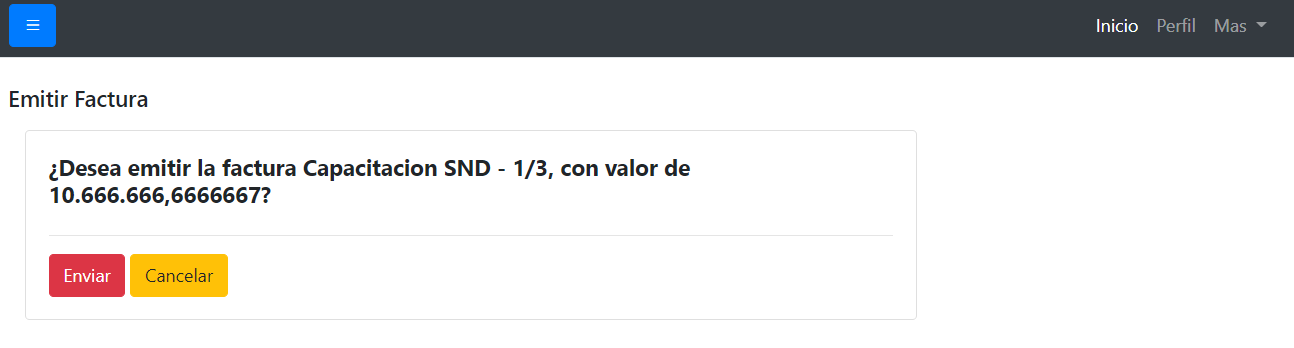 Inicio Perfil Mas
Emitir Factura
¿Desea emitir la factura Capacitacion SND - 1/3, con valor de
10.666.666,6666667?
Enviar Cancelar